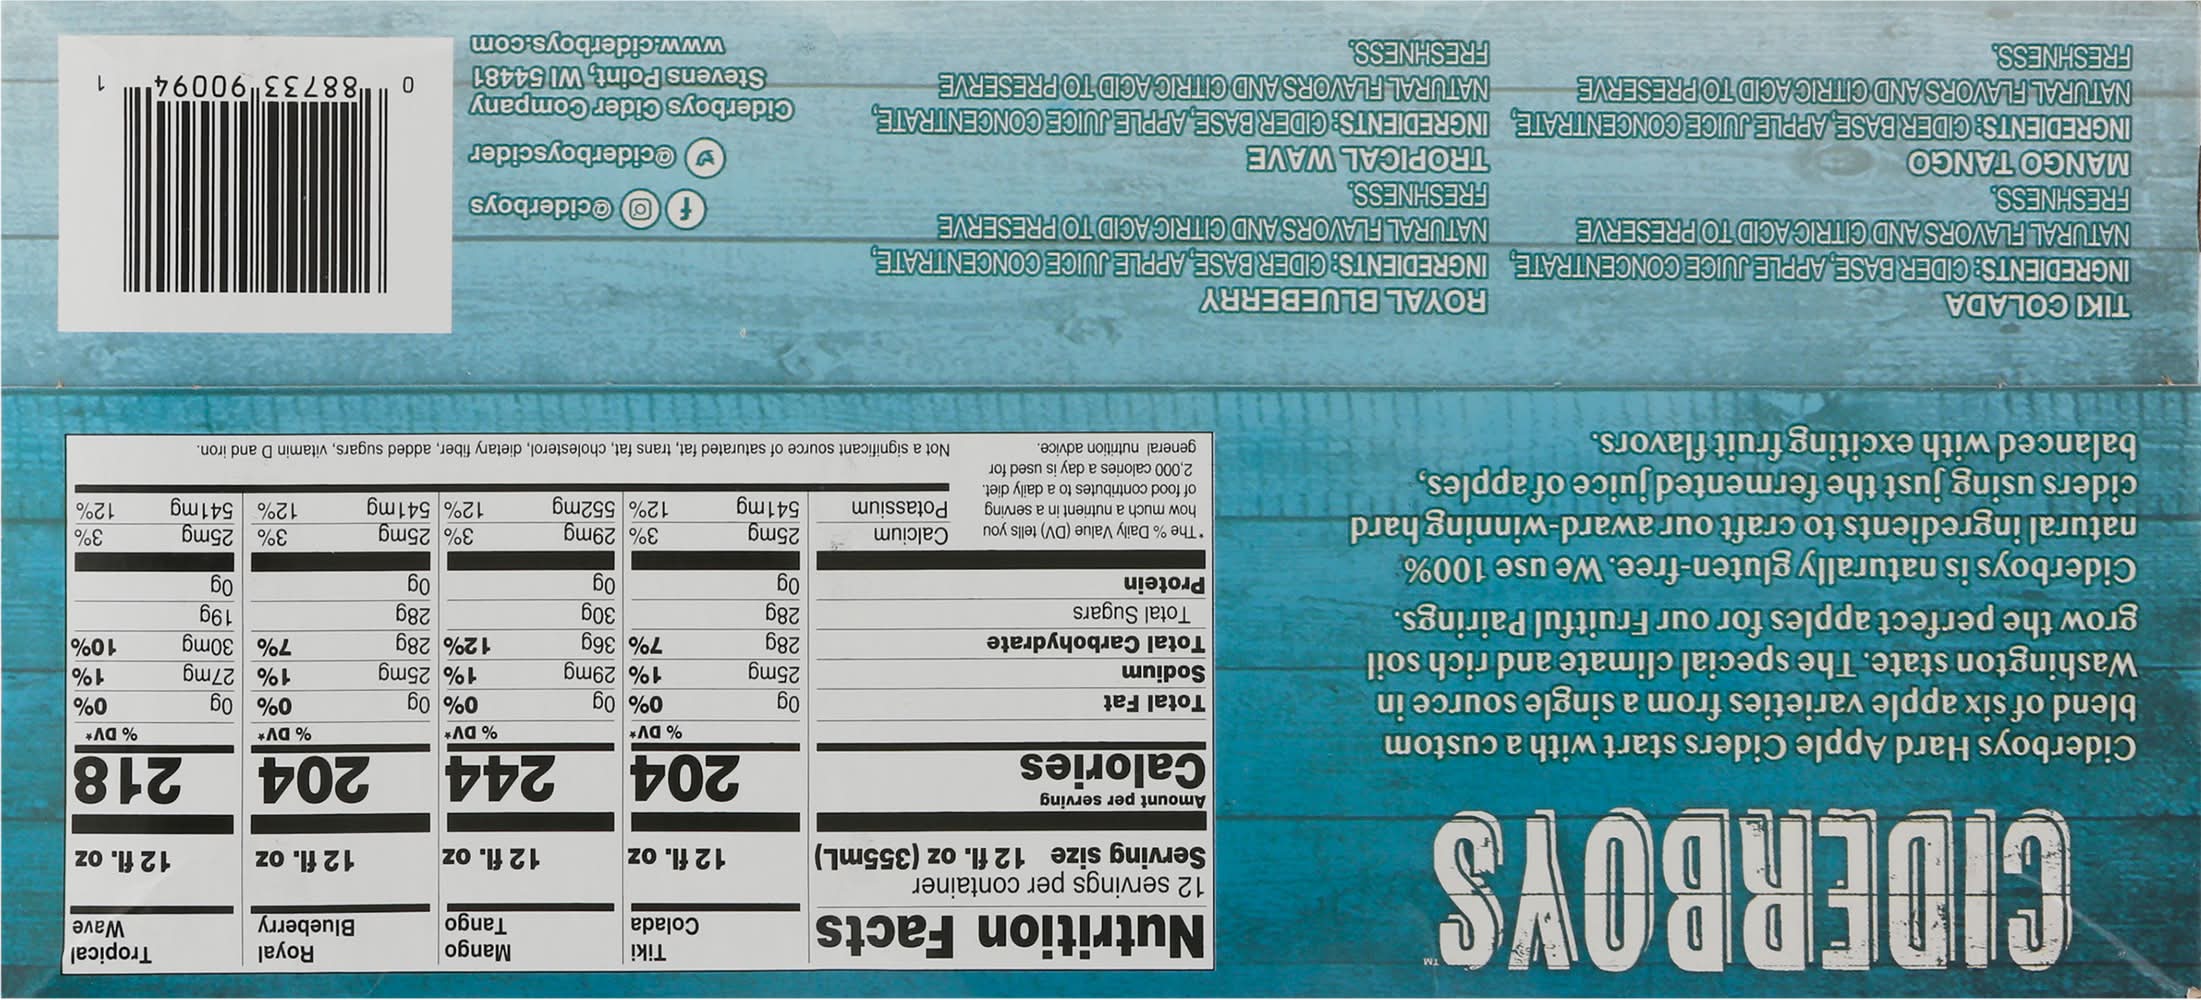 CIDERBOYS™
Ciderboys Hard Apple Ciders start with a custom
blend of six apple varieties from a single source in
Washington state. The special climate and rich soil
grow the perfect apples for our Fruitful Pairings.
Ciderboys is naturally gluten-free. We use 100%
natural ingredients to craft our award-winning hard
ciders using just the fermented juice of apples,
balanced with exciting fruit flavors.
Nutrition Facts
12 servings per container
Serving size 12 fl. oz (355mL)
Tiki Colada Mango Tango Royal Blueberry Tropical Wave
12 fl. oz 12 fl. oz 12 fl. oz 12 fl. oz
Amount per serving
Calories 204 244 204 218
% DV* % DV* % DV* % DV*
Total Fat 0g 0% 0g 0% 0g 0% 0g 0%
Sodium 25mg 1% 29mg 1% 25mg 1% 27mg 1%
Total Carbohydrate 28g 7% 36g 12% 28g 7% 30mg 10%
Total Sugars 28g 30g 28g 19g
Protein 0g 0g 0g 0g
Calcium 25mg 3% 29mg 3% 25mg 3% 25mg 3%
Potassium 541mg 12% 552mg 12% 541mg 12% 541mg 12%
*The % Daily Value (DV) tells you
how much a nutrient in a serving
of food contributes to a daily diet.
2,000 calories a day is used for
general nutrition advice.
Not a significant source of saturated fat, trans fat, cholesterol, dietary fiber, added sugars, vitamin D and iron.
TIKI COLADA
INGREDIENTS: CIDER BASE, APPLE JUICE CONCENTRATE,
NATURAL FLAVORS AND CITRIC ACID TO PRESERVE
FRESHNESS.
MANGO TANGO
INGREDIENTS: CIDER BASE, APPLE JUICE CONCENTRATE,
NATURAL FLAVORS AND CITRIC ACID TO PRESERVE
FRESHNESS.
ROYAL BLUEBERRY
INGREDIENTS: CIDER BASE, APPLE JUICE CONCENTRATE,
NATURAL FLAVORS AND CITRIC ACID TO PRESERVE
FRESHNESS.
TROPICAL WAVE
INGREDIENTS: CIDER BASE, APPLE JUICE CONCENTRATE,
NATURAL FLAVORS AND CITRIC ACID TO PRESERVE
FRESHNESS.
@ciderboys
@ciderboyscider
Ciderboys Cider Company
Stevens Point, WI 54481
www.ciderboys.com
0 88733 90094 1